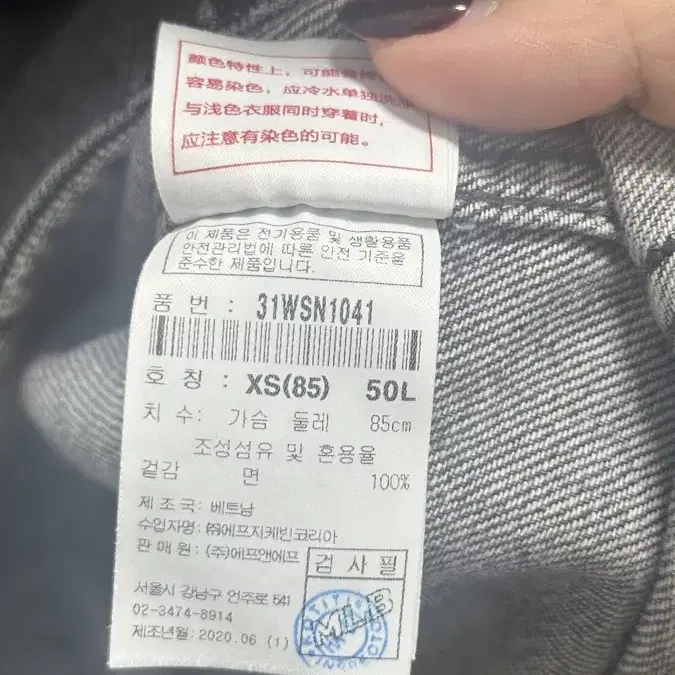 颜色特性上，可能
容易染色，应冷水单独洗涤
与浅色衣服同时穿着时，
应注意有染色的可能。
이 제품은 전기용품 및 생활용품
안전관리법에 따른 안전 기준을
준수한 제품입니다.
품 번 : 31WSN1041
호 칭 : XS(85) 50L
치 수: 가슴 둘레 85cm
조성섬유 및 혼용율
겉감 면 100%
제 조 국: 베트남
수입자명: ㈜에프지케빈코리아
판 매 원: (주)에프앤에프
검 사 필
서울시 강남구 언주로 541
02-3474-8914
제조년월: 2020.06 (1)
MLB